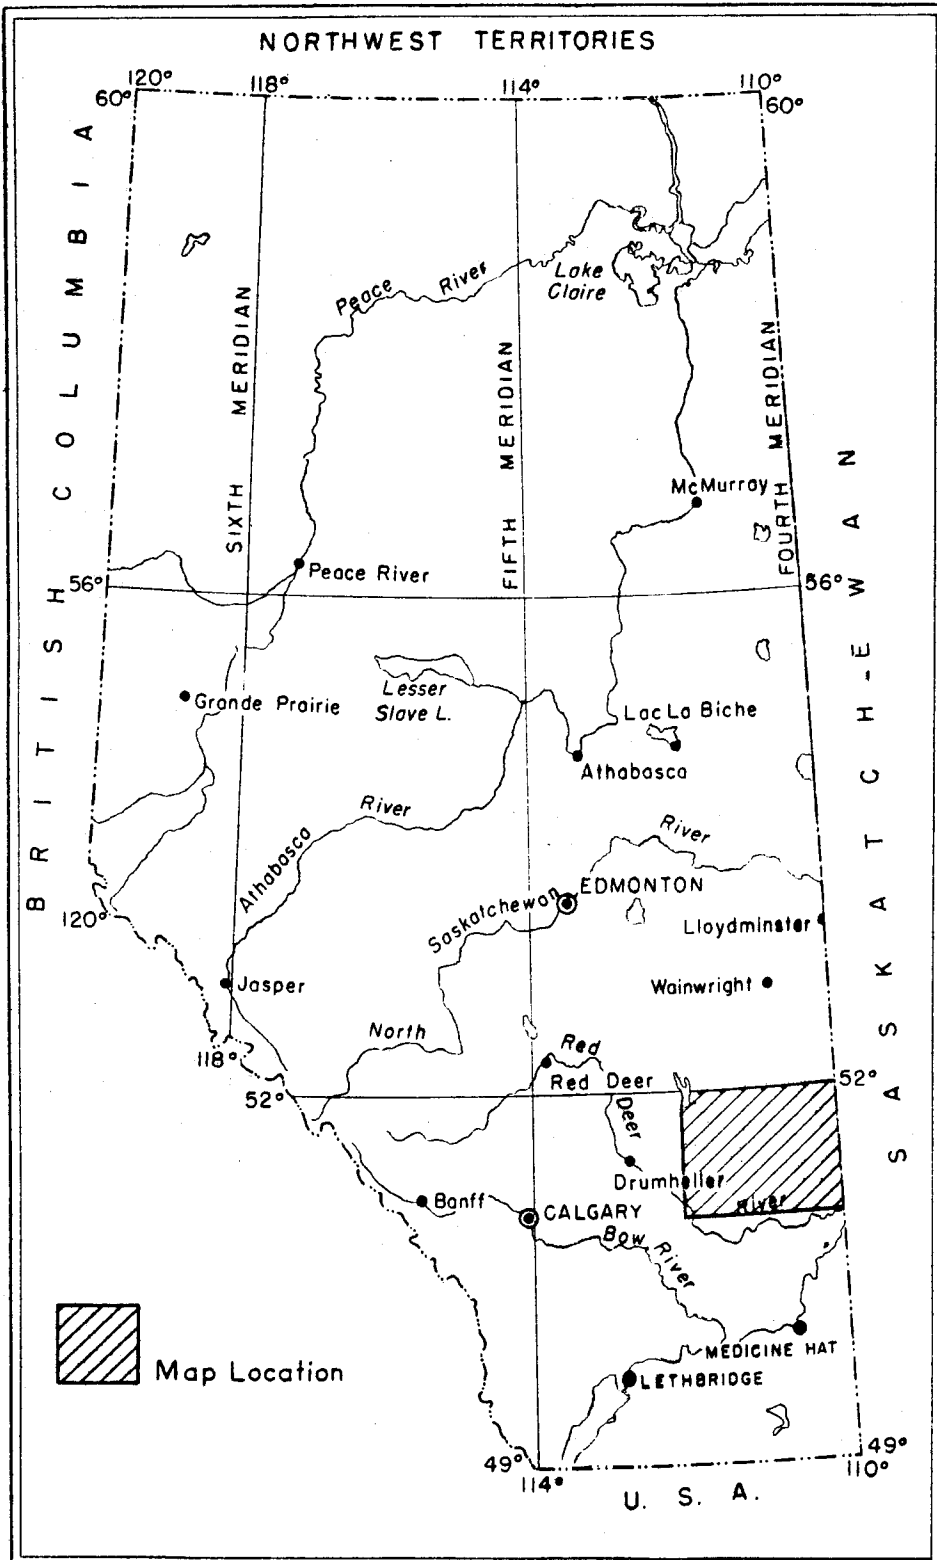 NORTHWEST TERRITORIES
120°
118°
114°
110°
60°
60°
BRITISH COLUMBIA
SASKATCH-EWAN
SIXTH MERIDIAN
FIFTH MERIDIAN
FOURTH MERIDIAN
Peace River
Lake
Claire
McMurray
Peace River
56°
56°
Lesser
Slave L.
Grande Prairie
Lac La Biche
Athabasca
Athabasca River
North Saskatchewan River
EDMONTON
120°
Lloydminster
Jasper
Wainwright
118°
Red Deer River
Red Deer
52°
52°
Drumheller
Banff
CALGARY
Bow River
MEDICINE HAT
LETHBRIDGE
Map Location
49°
49°
114°
110°
U. S. A.